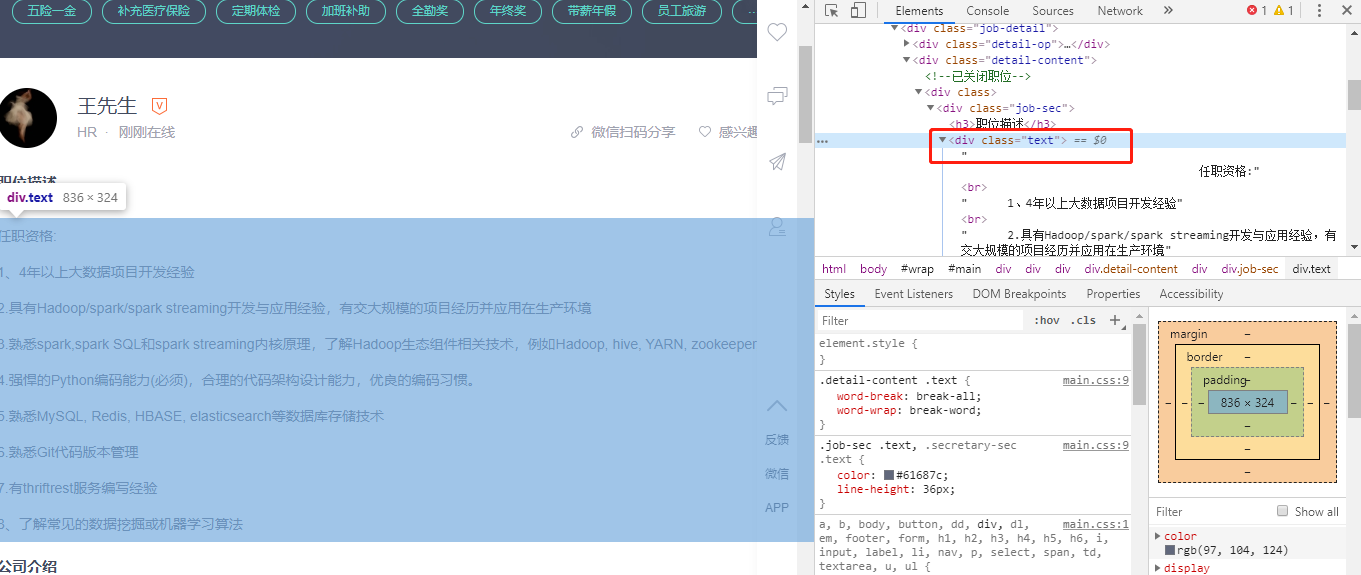 五险一金 补充医疗保险 定期体检 加班补助 全勤奖 年终奖 带薪年假 员工旅游 ...
王先生 V
HR · 刚刚在线
微信扫码分享 感兴趣
职位描述
div.text 836 × 324
任职资格:
1、4年以上大数据项目开发经验
2.具有Hadoop/spark/spark streaming开发与应用经验，有交大规模的项目经历并应用在生产环境
3.熟悉spark,spark SQL和spark streaming内核原理，了解Hadoop生态组件相关技术，例如Hadoop, hive, YARN, zookeeper
4.强悍的Python编码能力(必须)，合理的代码架构设计能力，优良的编码习惯。
5.熟悉MySQL, Redis, HBASE, elasticsearch等数据库存储技术
6.熟悉Git代码版本管理
7.有thriftrest服务编写经验
8、了解常见的数据挖掘或机器学习算法
公司介绍
反馈
微信
APP
Elements Console Sources Network » 1 1
<div class="job-detail">
<div class="detail-op">…</div>
<div class="detail-content">
<!--已关闭职位-->
<div class>
<div class="job-sec">
<h3>职位描述</h3>
... <div class="text"> == $0
"
任职资格:"
<br>
" 1、4年以上大数据项目开发经验"
<br>
" 2.具有Hadoop/spark/spark streaming开发与应用经验，有
交大规模的项目经历并应用在生产环境"
html body #wrap #main div div div div.detail-content div div.job-sec div.text
Styles Event Listeners DOM Breakpoints Properties Accessibility
Filter :hov .cls +
element.style {
}
.detail-content .text { main.css:9
word-break: break-all;
word-wrap: break-word;
}
.job-sec .text, .secretary-sec main.css:9
.text {
color: #61687c;
line-height: 36px;
}
a, b, body, button, dd, div, dl, main.css:1
em, footer, form, h1, h2, h3, h4, h5, h6, i,
input, label, li, nav, p, select, span, td,
textarea, u, ul {
margin –
border –
padding –
– – – 836 × 324 – – –
–
–
–
Filter Show all
color
rgb(97, 104, 124)
display